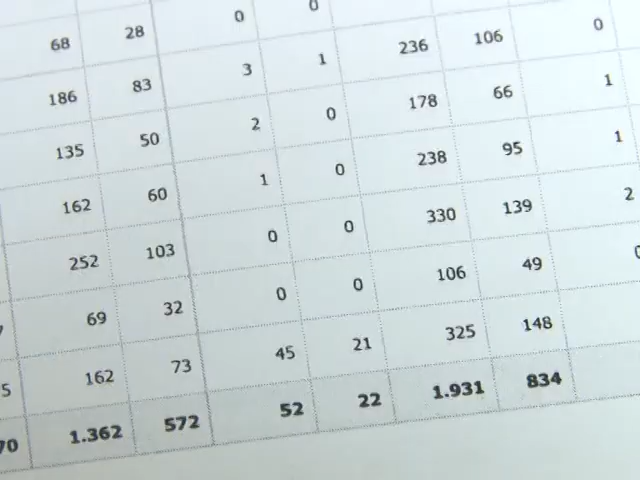 68 28 0 0
186 83 3 1 236 106 0
135 50 2 0 178 66 1
162 60 1 0 238 95 1
252 103 0 0 330 139 2
69 32 0 0 106 49
5 162 73 45 21 325 148
70 1.362 572 52 22 1.931 834